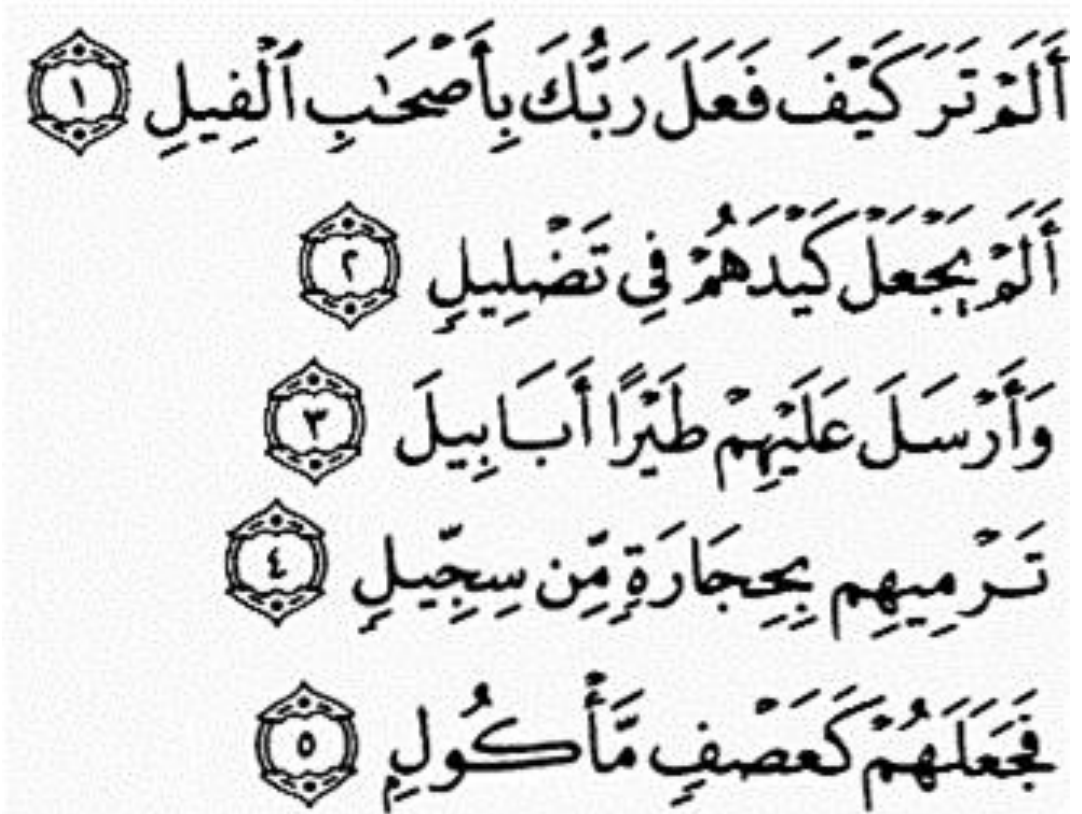 أَلَمْ تَرَ كَيْفَ فَعَلَ رَبُّكَ بِأَصْحَٰبِ ٱلْفِيلِ ١
أَلَمْ يَجْعَلْ كَيْدَهُمْ فِي تَضْلِيلٍ ٢
وَأَرْسَلَ عَلَيْهِمْ طَيْرًا أَبَابِيلَ ٣
تَرْمِيهِم بِحِجَارَةٍ مِّن سِجِّيلٍ ٤
فَجَعَلَهُمْ كَعَصْفٍ مَّأْكُولٍ ٥